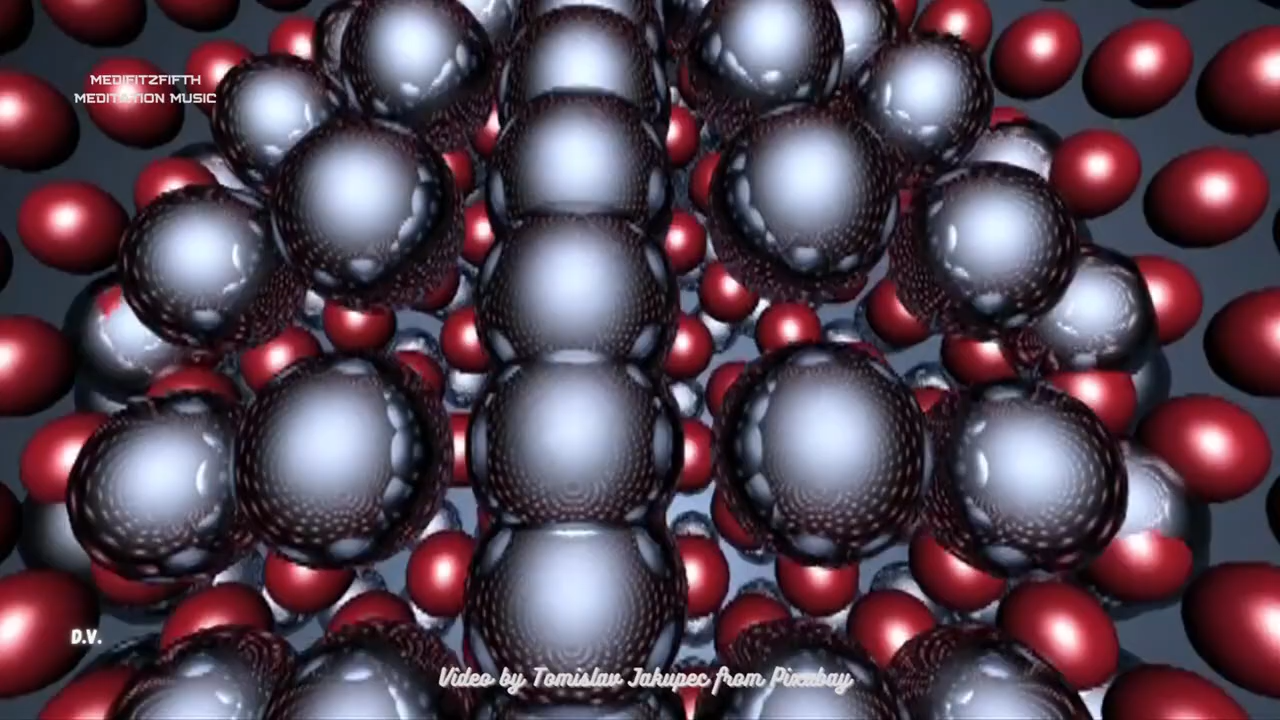 MEDIFITZFIFTH
MEDITATION MUSIC
D.V.
Video by Tomislav Jakupec from Pixabay